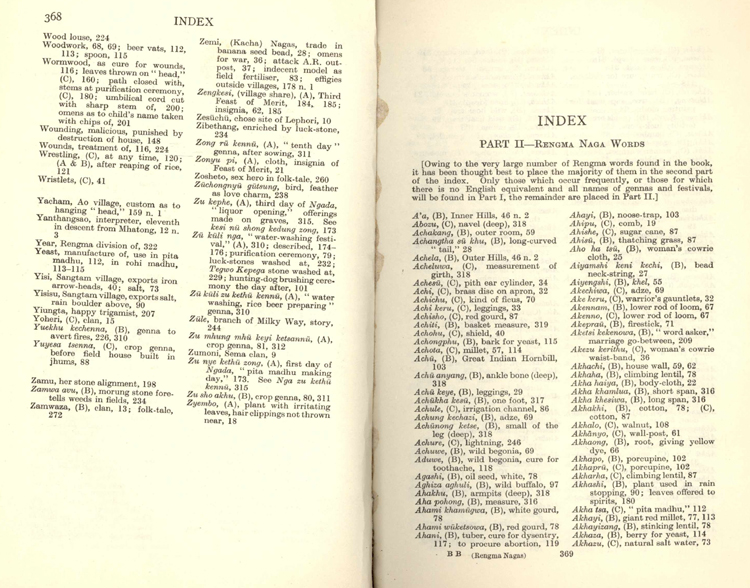 368
INDEX
Wood louse, 224
Woodwork, 68, 69; beer vats, 112,
113; spoon, 115
Wormwood, as cure for wounds,
116; leaves thrown on "head,"
(C), 160; path closed with,
stems at purification ceremony,
(C), 180; umbilical cord cut
with sharp stem of, 200;
omens as to child's name taken
with chips of, 201
Wounding, malicious, punished by
destruction of house, 148
Wounds, treatment of, 116, 224
Wrestling, (C), at any time, 120;
(A & B), after reaping of rice,
121
Wristlets, (C), 41
Yacham, Ao village, custom as to
hanging "head," 159 n. 1
Yanthangsao, interpreter, eleventh
in descent from Mhatong, 12 n.
3
Year, Rengma division of, 322
Yeast, manufacture of, use in pita
madhu, 112, in rohi madhu,
113–115
Yisi, Sangtam village, exports iron
arrow-heads, 40; salt, 73
Yisisu, Sangtam village, exports salt,
rain boulder above, 90
Yiungta, happy trigamist, 207
Yoheri, (C), clan, 15
Yuekhu kechenna, (B), genna to
avert fires, 226, 310
Yuyesa tsenna, (C), crop genna,
before field house built in
jhums, 88
Zamu, her stone alignment, 198
Zamwa awu, (B), morung stone fore-
tells weeds in fields, 234
Zamwaza, (B), clan, 13; folk-tale,
272
Zemi, (Kacha) Nagas, trade in
banana seed bead, 28; omens
for war, 36; attack A.R. out-
post, 37; indecent model as
field fertiliser, 83; effigies
outside villages, 178 n. 1
Zengkesi, (village share), (A), Third
Feast of Merit, 184, 185;
insignia, 62, 185
Zesüchü, chose site of Lephori, 10
Zibethang, enriched by luck-stone,
234
Zong rü kennü, (A), "tenth day"
genna, after sowing, 311
Zonyu pi, (A), cloth, insignia of
Feast of Merit, 21
Zosheto, sex hero in folk-tale, 260
Züchongnyü gütsung, bird, feather
as love charm, 238
Zu kephe, (A), third day of Ngada,
"liquor opening," offerings
made on graves, 315. See
kesi nü shong kedung zong, 173
Zü küli nga, "water-washing festi-
val," (A), 310; described, 174–
176; purification ceremony, 79;
luck-stones washed at, 232;
Tegwo Kepega stone washed at,
229; hunting-dog bruching cere-
mony the day after, 101
Zü küli zu kethü kennü, (A), "water
washing, rice beer preparing"
genna, 310
Züle, branch of Milky Way, story,
244
Zu mhung mhü keyi ketsannü, (A),
crop genna, 81, 312
Zumoni, Sema clan, 9
Zu nye kethü zong, (A), first day of
Ngada, "pita madhu making
day," 173. See Nga zu kethü
kennü, 315
Zu sho akhu, (B), crop genna, 80, 311
Zyembo, (A), plant with irritating
leaves, hair clippings not thrown
near, 18
INDEX
PART II—RENGMA NAGA WORDS
[Owing to the very large number of Rengma words found in the book,
it has been thought best to place the majority of them in the second part
of the index. Only those which occur frequently, or those for which
there is no English equivalent and all names of gennas and festivals,
will be found in Part I, the remainder are placed in Part II.]
A'a, (B), Inner Hills, 46 n. 2
Abozu, (C), navel (deep), 318
Achakang, (B), outer room, 59
Achangtha sü khu, (B), long-curved
"tail," 28
Achela, (B), Outer Hills, 46 n. 2
Acheluwa, (C), measurement of
girth, 318
Achesü, (C), pith ear cylinder, 34
Achi, (C), brass disc on apron, 32
Achichu, (C), kind of ficus, 70
Achi keru, (C), leggings, 33
Achisho, (C), red gourd, 87
Achiti, (B), basket measure, 319
Achohu, (C), shield, 40
Achongphu, (B), bark for yeast, 115
Achota, (C), millet, 57, 114
Achü, (B), Great Indian Hornbill,
103
Achü anyang, (B), ankle bone (deep),
318
Achü keye, (B), leggings, 29
Achükha kesü, (B), one foot, 317
Achule, (C), irrigation channel, 86
Achung kechazi, (B), adze, 69
Achünong ketse, (B), small of the
leg (deep), 318
Achure, (C), lightning, 246
Achuwe, (B), wild begonia, 69
Aduwe, (B), wild begonia, cure for
toothache, 118
Agashi, (B), oil seed, white, 78
Aghiza aghuli, (B), wild buffalo, 97
Ahakhu, (B), armpits (deep), 318
Aha pohong, (B), measure, 316
Ahami khamügwa, (B), white gourd,
78
Ahami wüketsowa, (B), red gourd, 78
Ahani, (B), tuber, cure for dysentry,
117; to procure abortion, 119
Ahayi, (B), noose-trap, 103
Ahipu, (C), comb, 19
Ahishe, (C), sugar cane, 87
Ahisü, (B), thatching grass, 87
Aho ha tsü, (B), woman's cowrie
cloth, 25
Aiyamshi keni kechi, (B), bead
neck-string, 27
Aiyengshi, (B), khel, 55
Akechiwa, (C), adze, 69
Ake keru, (C), warrior's gauntlets, 32
Akennam, (B), lower rod of loom, 67
Akenno, (C), lower rod of loom, 67
Akepraü, (B), firestick, 71
Aketsi kekenowa, (B), "word asker,"
marriage go-between, 209
Akezu werithu, (C), woman's cowrie
waist-band, 36
Akhachi, (B), house wall, 59, 62
Akhaha, (B), climbing lentil, 78
Akha haiya, (B), body-cloth, 22
Akha khamlua, (B), short span, 316
Akha khesiwa, (B), long span, 316
Akhakhi, (B), cotton, 78; (C),
cotton, 87
Akhalo, (C), walnut, 108
Akhänyo, (C), wall-post, 61
Akhaong, (B), root, giving yellow
dye, 66
Akhapo, (B), porcupine, 102
Akhaprü, (C), porcupine, 102
Akharha, (C), climbing lentil, 87
Akhashi, (B), plant used in rain
stopping, 90; leaves offered to
spirits, 180
Akha tsa, (C), "pita madhu," 112
Akhayi, (B), giant red millet, 77, 113
Akhayizang, (B), stinking lentil, 78
Akhaza, (B), berry for yeast, 114
Akhazu, (C), natural salt water, 73
B B (Rengma Nagas)
369